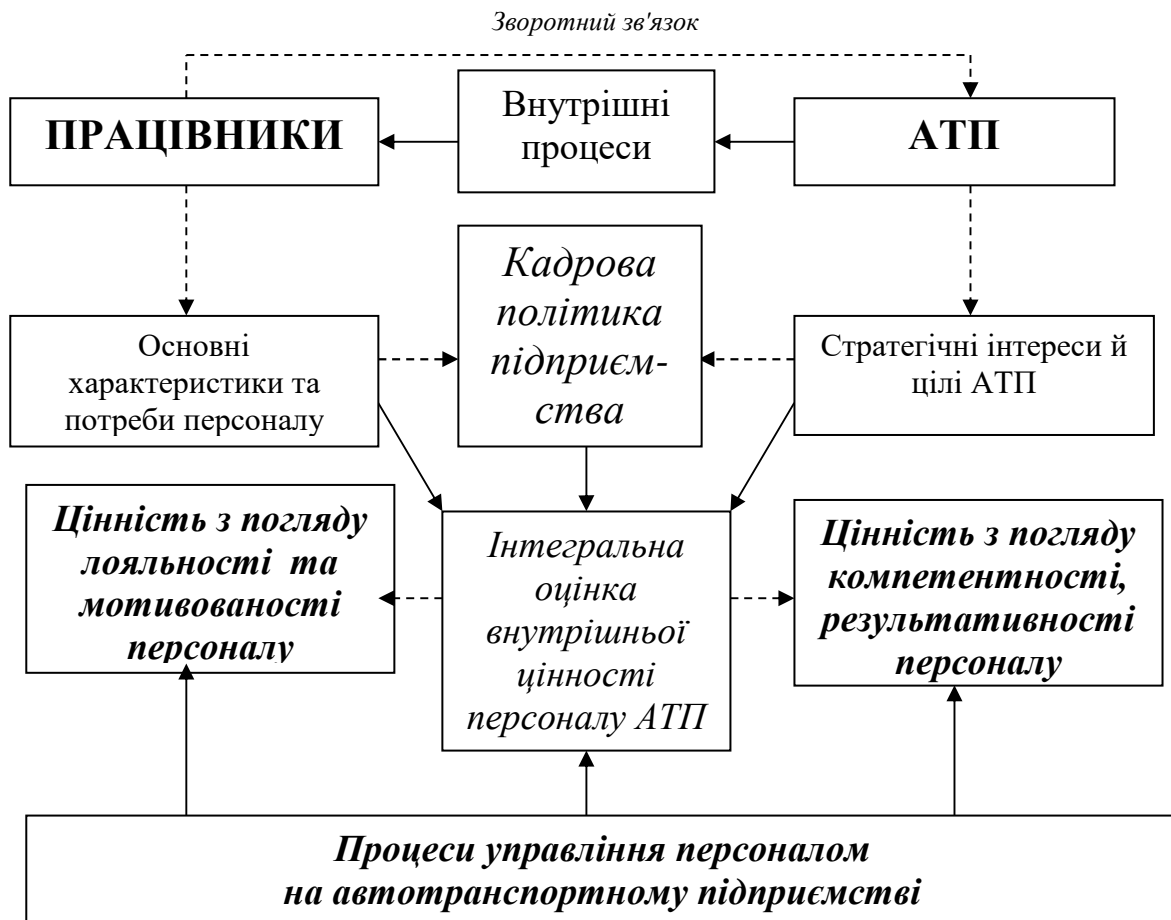 Зворотний зв'язок
ПРАЦІВНИКИ
Внутрішні
процеси
АТП
Кадрова
політика
підприєм-
ства
Основні
характеристики та
потреби персоналу
Стратегічні інтереси й
цілі АТП
Цінність з погляду
лояльності та
мотивованості
персоналу
Інтегральна
оцінка
внутрішньої
цінності
персоналу АТП
Цінність з погляду
компетентності,
результативності
персоналу
Процеси управління персоналом
на автотранспортному підприємстві